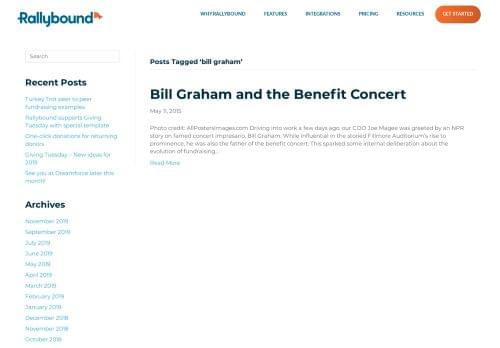 Rallybound
WHY RALLYBOUND
FEATURES
INTEGRATIONS
PRICING
RESOURCES
GET STARTED
Search
Recent Posts
Turkey Trot peer to peer
fundraising examples
Rallybound supports Giving
Tuesday with special template
One-click donations for returning
donors
Giving Tuesday – New ideas for
2019
See you at Dreamforce later this
month!
Archives
November 2019
September 2019
July 2019
June 2019
May 2019
April 2019
March 2019
February 2019
January 2019
December 2018
November 2018
October 2018
Posts Tagged ‘bill graham’
Bill Graham and the Benefit Concert
May 11, 2015
Photo credit: AllPostersImages.com Driving into work a few days ago, our COO Joe Magee was greeted by an NPR
story on famed concert impresario, Bill Graham. While influential in the storied Fillmore Auditorium’s rise to
prominence, he was also the father of the benefit concert. This sparked some internal deliberation about the
evolution of fundraising...
Read More